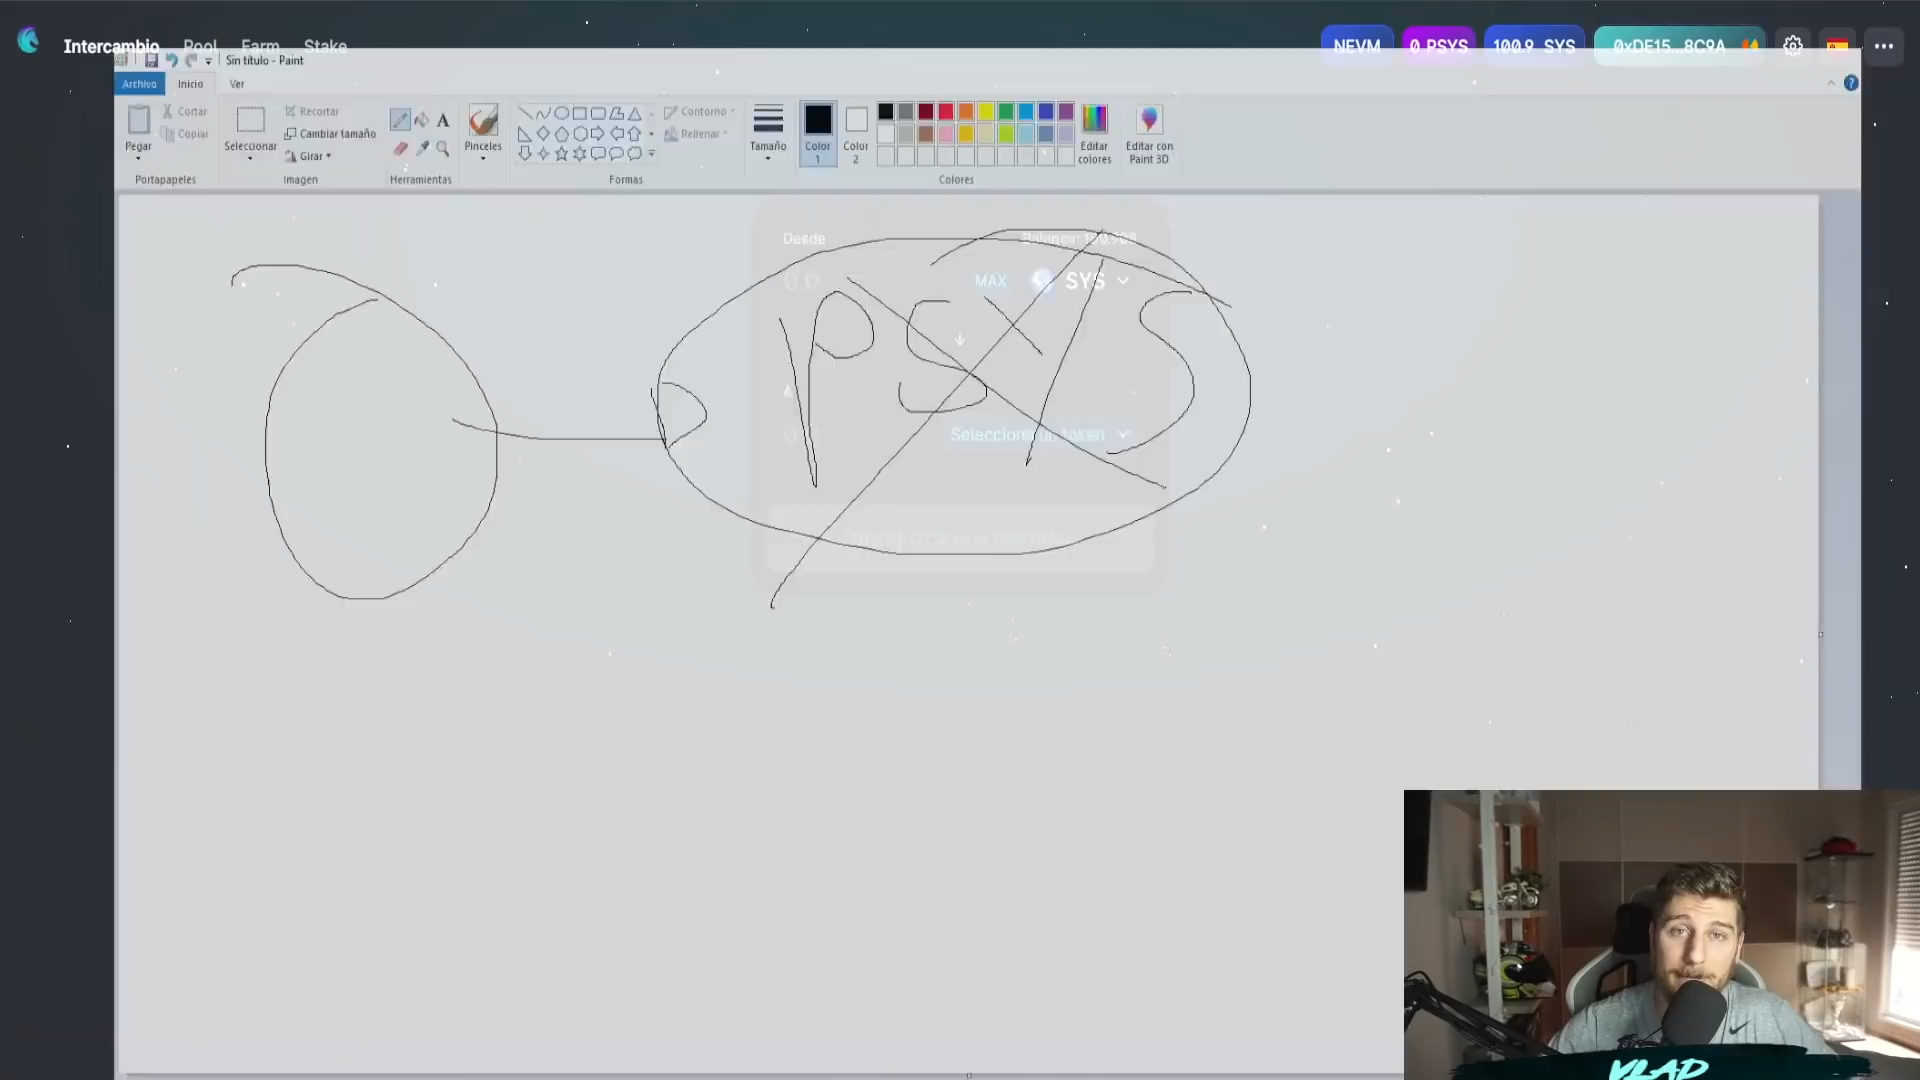 Intercambio Pool Farm Stake
NEVM 0 PSYS 100.9 SYS 0xDE15...8C9A
Sin título - Paint
Archivo Inicio Ver
Pegar
Cortar
Copiar
Portapapeles
Seleccionar
Recortar
Cambiar tamaño
Girar
Imagen
A
Herramientas
Pinceles
Formas
Contorno
Rellenar
Tamaño
Color
1
Color
2
Editar
colores
Colores
Editar con
Paint 3D
Desde
MAX SYS
PSYS
VLAD